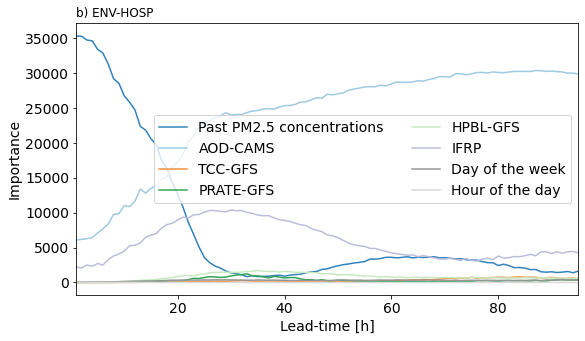 b) ENV-HOSP
35000
30000
25000
20000
15000
10000
5000
0
Importance
Past PM2.5 concentrations
AOD-CAMS
TCC-GFS
PRATE-GFS
HPBL-GFS
IFRP
Day of the week
Hour of the day
20 40 60 80
Lead-time [h]